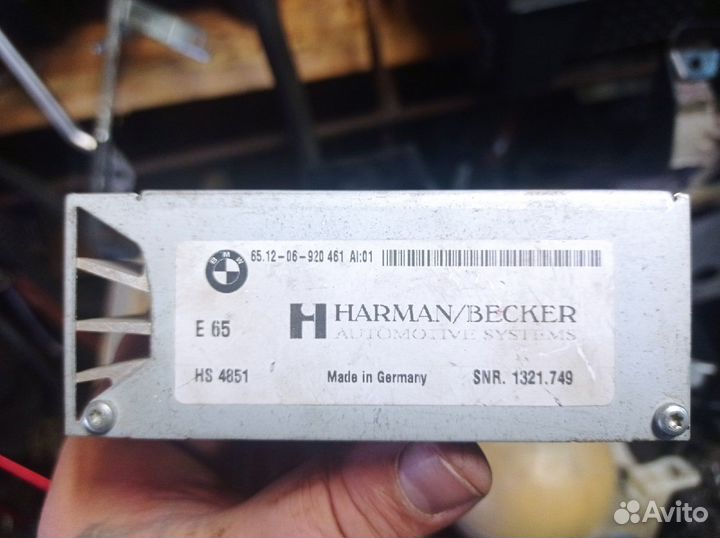 BMW
65.12-06-920 461 AI:01
HARMAN/BECKER
AUTOMOTIVE SYSTEMS
E 65
HS 4851 Made in Germany SNR. 1321.749
Avito